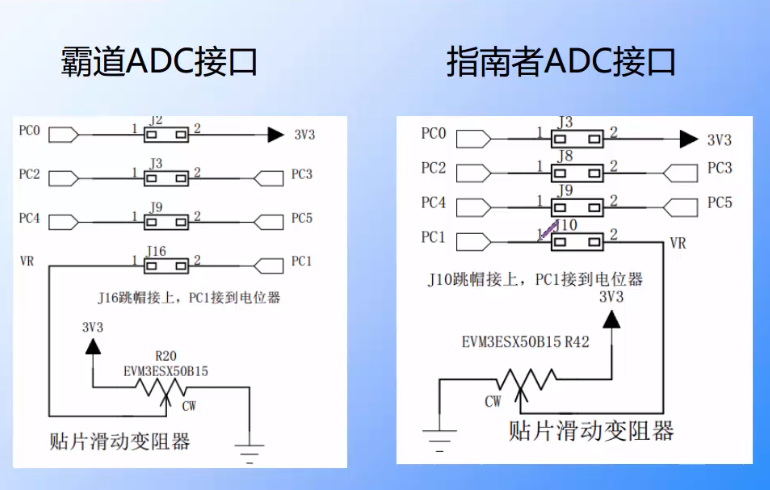 霸道ADC接口
指南者ADC接口
J2
PC0 1 2 3V3
J3
PC2 1 2 PC3
J9
PC4 1 2 PC5
J16
VR 1 2 PC1
J16跳帽接上，PC1接到电位器
3V3
R20
EVM3ESX50B15
CW
贴片滑动变阻器
J3
PC0 1 2 3V3
J8
PC2 1 2 PC3
J9
PC4 1 2 PC5
J10
PC1 1 2 VR
J10跳帽接上，PC1接到电位器
3V3
EVM3ESX50B15 R42
CW
贴片滑动变阻器